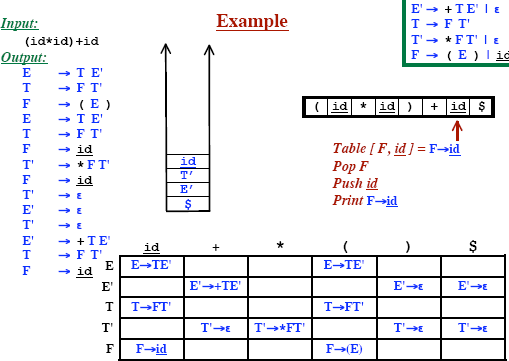 Example
Input:
(id*id)+id
Output:
E → T E'
T → F T'
F → ( E )
E → T E'
T → F T'
F → id
T' → * F T'
F → id
T' → ε
E' → ε
T' → ε
E' → + T E'
T → F T'
F → id
id
T'
E'
$
E' → + T E' | ε
T → F T'
T' → * F T' | ε
F → ( E ) | id
( id * id ) + id $
Table [ F, id ] = F→id
Pop F
Push id
Print F→id
id + * ( ) $
E E→TE' E→TE'
E' E'→+TE' E'→ε E'→ε
T T→FT' T→FT'
T' T'→ε T'→*FT' T'→ε T'→ε
F F→id F→(E)